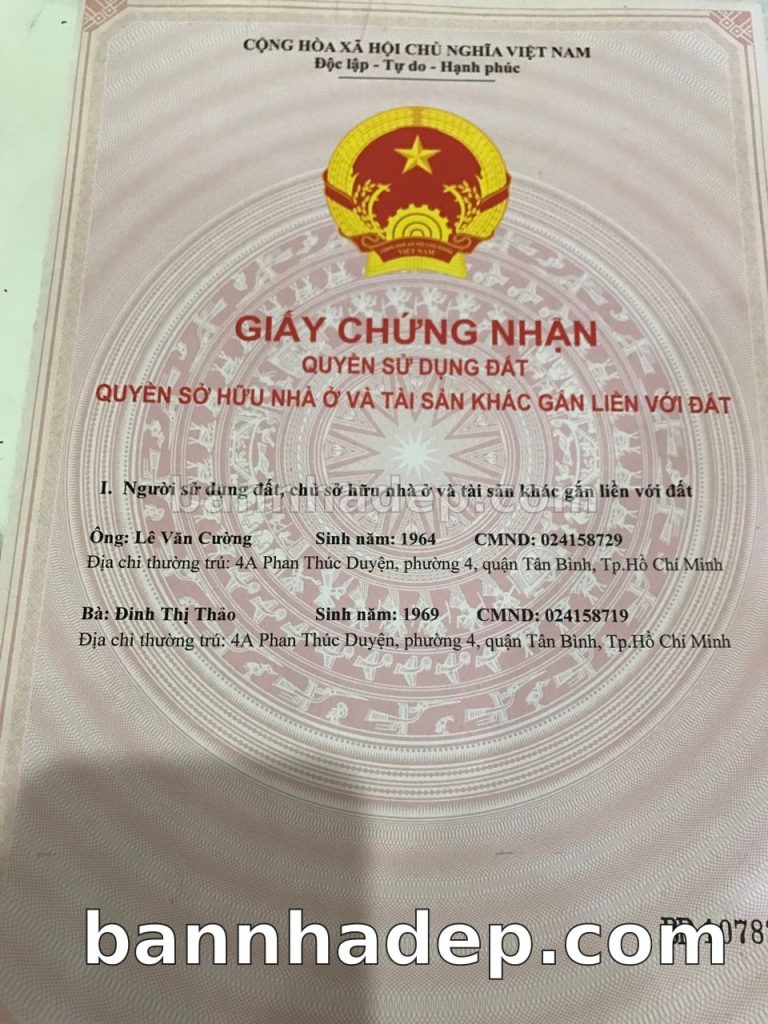 CỘNG HÒA XÃ HỘI CHỦ NGHĨA VIỆT NAM
Độc lập - Tự do - Hạnh phúc
VIỆT NAM
GIẤY CHỨNG NHẬN
QUYỀN SỬ DỤNG ĐẤT
QUYỀN SỞ HỮU NHÀ Ở VÀ TÀI SẢN KHÁC GẮN LIỀN VỚI ĐẤT
I. Người sử dụng đất, chủ sở hữu nhà ở và tài sản khác gắn liền với đất
bannhadep.com
Ông: Lê Văn Cường Sinh năm: 1964 CMND: 024158729
Địa chỉ thường trú: 4A Phan Thúc Duyện, phường 4, quận Tân Bình, Tp.Hồ Chí Minh
Bà: Đinh Thị Thảo Sinh năm: 1969 CMND: 024158719
Địa chỉ thường trú: 4A Phan Thúc Duyện, phường 4, quận Tân Bình, Tp.Hồ Chí Minh
bannhadep.com